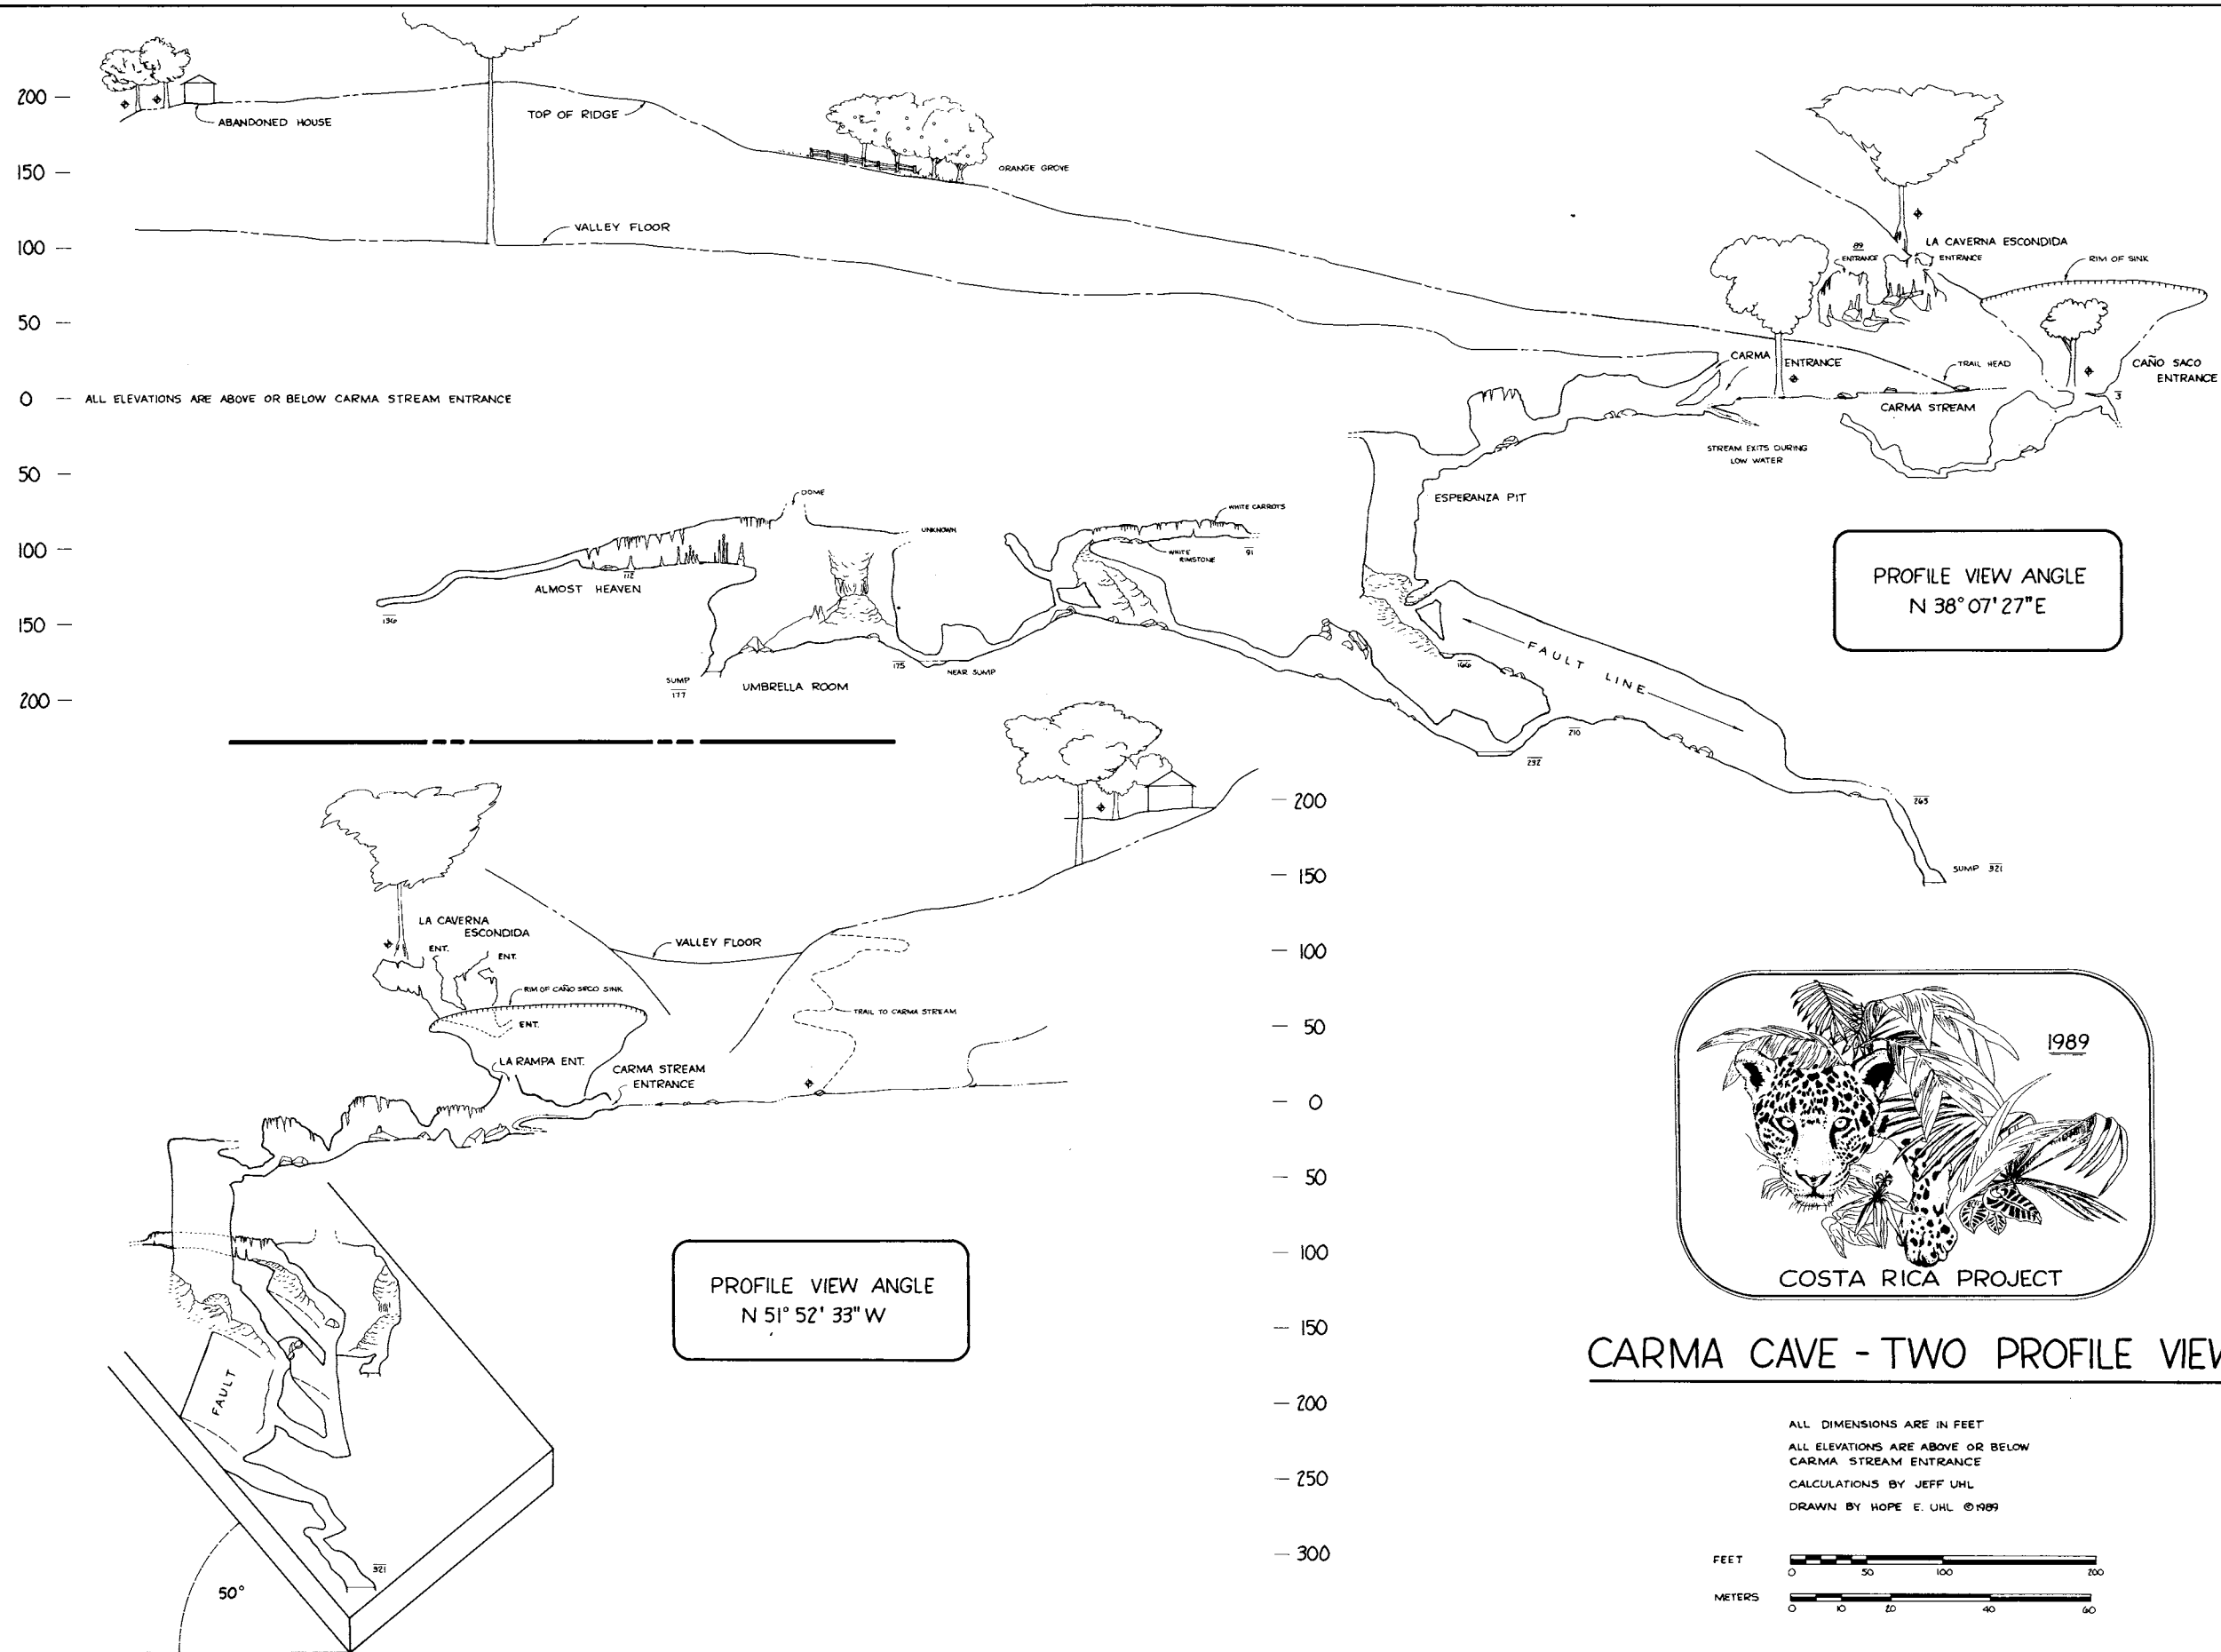 200
150
100
50
0
50
100
150
200
ABANDONED HOUSE
TOP OF RIDGE
ORANGE GROVE
VALLEY FLOOR
89
ENTRANCE
LA CAVERNA ESCONDIDA
ENTRANCE
RIM OF SINK
CARMA
ENTRANCE
TRAIL HEAD
CAÑO SACO
ENTRANCE
3
CARMA STREAM
ALL ELEVATIONS ARE ABOVE OR BELOW CARMA STREAM ENTRANCE
STREAM EXITS DURING
LOW WATER
ESPERANZA PIT
DOME
UNKNOWN
WHITE CARROTS
WHITE
RIMSTONE
91
112
ALMOST HEAVEN
136
175
NEAR SUMP
SUMP
177
UMBRELLA ROOM
166
FAULT LINE
210
232
265
SUMP 321
PROFILE VIEW ANGLE
N 38° 07' 27" E
200
150
100
50
0
50
100
150
200
250
300
LA CAVERNA
ESCONDIDA
ENT.
ENT.
VALLEY FLOOR
RIM OF CAÑO SECO SINK
ENT.
TRAIL TO CARMA STREAM
LA RAMPA ENT.
CARMA STREAM
ENTRANCE
FAULT
321
50°
PROFILE VIEW ANGLE
N 51° 52' 33" W
1989
COSTA RICA PROJECT
CARMA CAVE - TWO PROFILE VIEW
ALL DIMENSIONS ARE IN FEET
ALL ELEVATIONS ARE ABOVE OR BELOW
CARMA STREAM ENTRANCE
CALCULATIONS BY JEFF UHL
DRAWN BY HOPE E. UHL © 1989
FEET
0 50 100 200
METERS
0 10 20 40 60